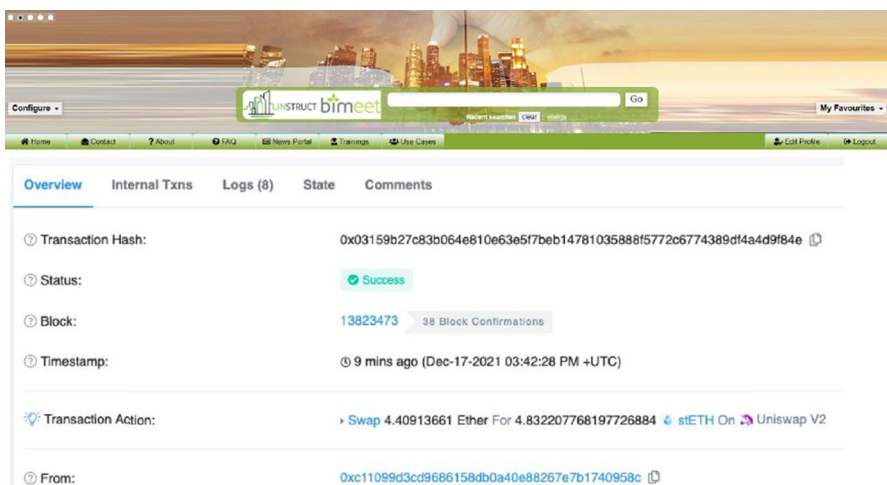 Configure
UNSTRUCT bimeet
Go
My Favourites
Recent searches clear
Home Contact ? About FAQ News Portal Trainings Use Cases Edit Profile Logout
Overview Internal Txns Logs (8) State Comments
? Transaction Hash: 0x03159b27c83b064e810e63e5f7beb14781035888f5772c6774389df4a4d9f84e
? Status: Success
? Block: 13823473 38 Block Confirmations
? Timestamp: 9 mins ago (Dec-17-2021 03:42:28 PM +UTC)
Transaction Action: Swap 4.40913661 Ether For 4.832207768197726884 stETH On Uniswap V2
? From: 0xc11099d3cd9686158db0a40e88267e7b1740958c